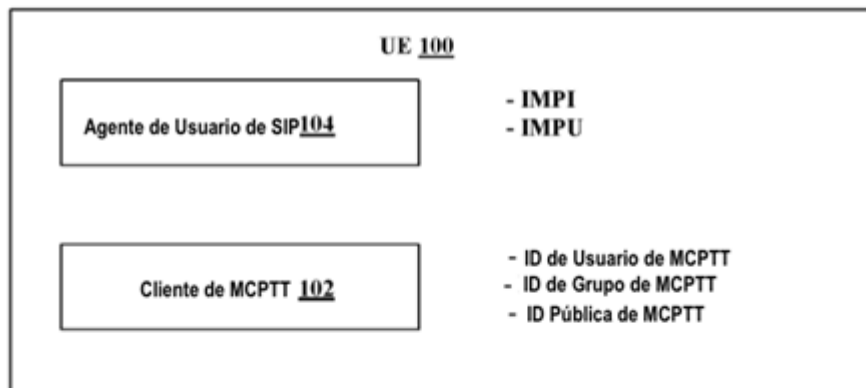 UE 100
Agente de Usuario de SIP104
- IMPI
- IMPU
Cliente de MCPTT 102
- ID de Usuario de MCPTT
- ID de Grupo de MCPTT
- ID Pública de MCPTT